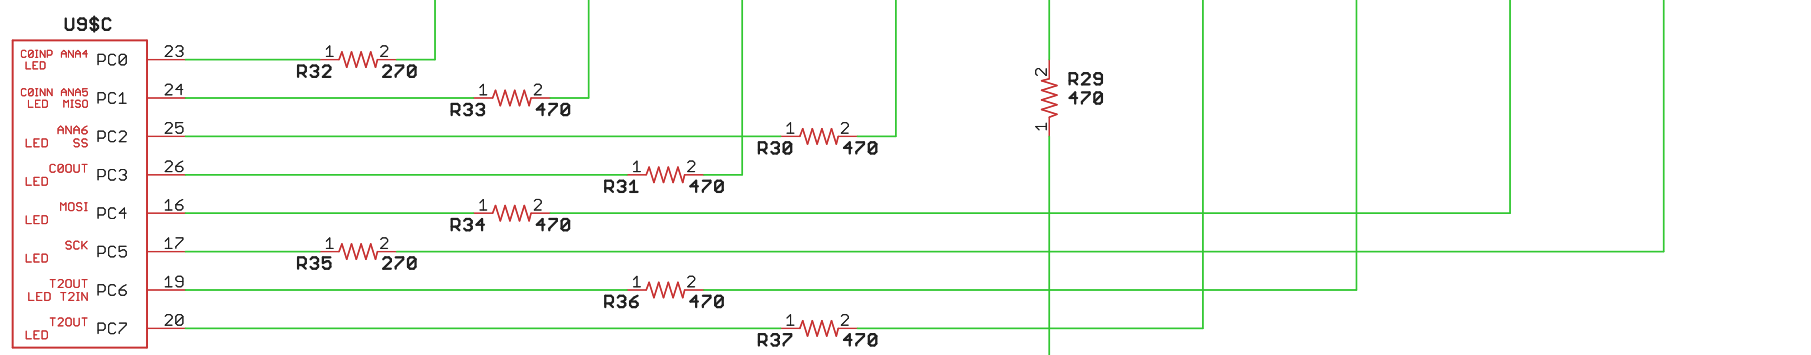 U9$C
C0INP ANA4
LED
PC0
23
1
2
R32
270
C0INN ANA5
LED MISO
PC1
24
1
2
R33
470
ANA6
LED SS
PC2
25
1
2
R30
470
C0OUT
LED
PC3
26
1
2
R31
470
MOSI
LED
PC4
16
1
2
R34
470
SCK
LED
PC5
17
1
2
R35
270
T2OUT
LED T2IN
PC6
19
1
2
R36
470
T2OUT
LED
PC7
20
1
2
R37
470
2
R29
470
1